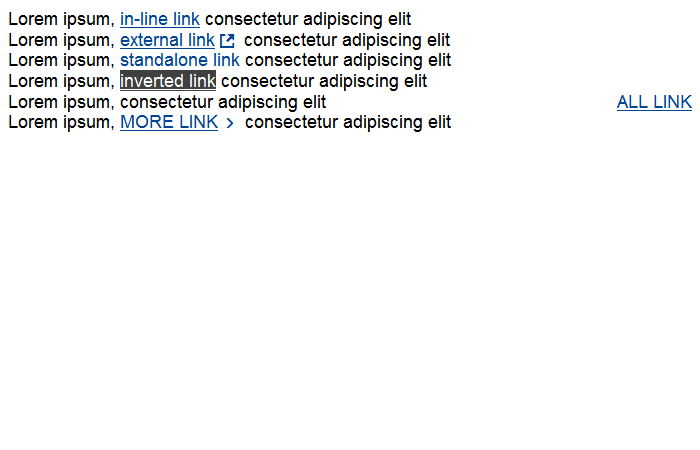 Lorem ipsum, in-line link consectetur adipiscing elit
Lorem ipsum, external link consectetur adipiscing elit
Lorem ipsum, standalone link consectetur adipiscing elit
Lorem ipsum, inverted link consectetur adipiscing elit
Lorem ipsum, consectetur adipiscing elit ALL LINK
Lorem ipsum, MORE LINK consectetur adipiscing elit